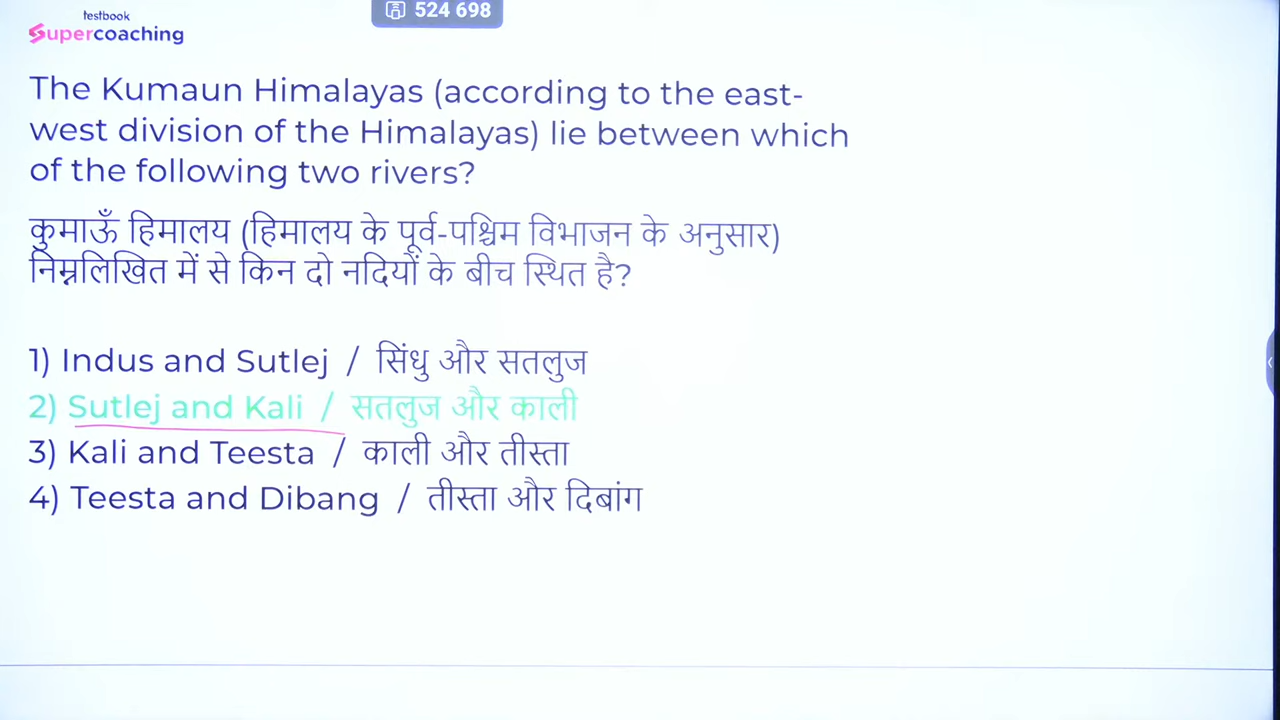 testbook
Supercoaching
524 698
The Kumaun Himalayas (according to the east-
west division of the Himalayas) lie between which
of the following two rivers?
कुमाऊँ हिमालय (हिमालय के पूर्व-पश्चिम विभाजन के अनुसार)
निम्नलिखित में से किन दो नदियों के बीच स्थित है?
1) Indus and Sutlej / सिंधु और सतलुज
2) Sutlej and Kali / सतलुज और काली
3) Kali and Teesta / काली और तीस्ता
4) Teesta and Dibang / तीस्ता और दिबांग